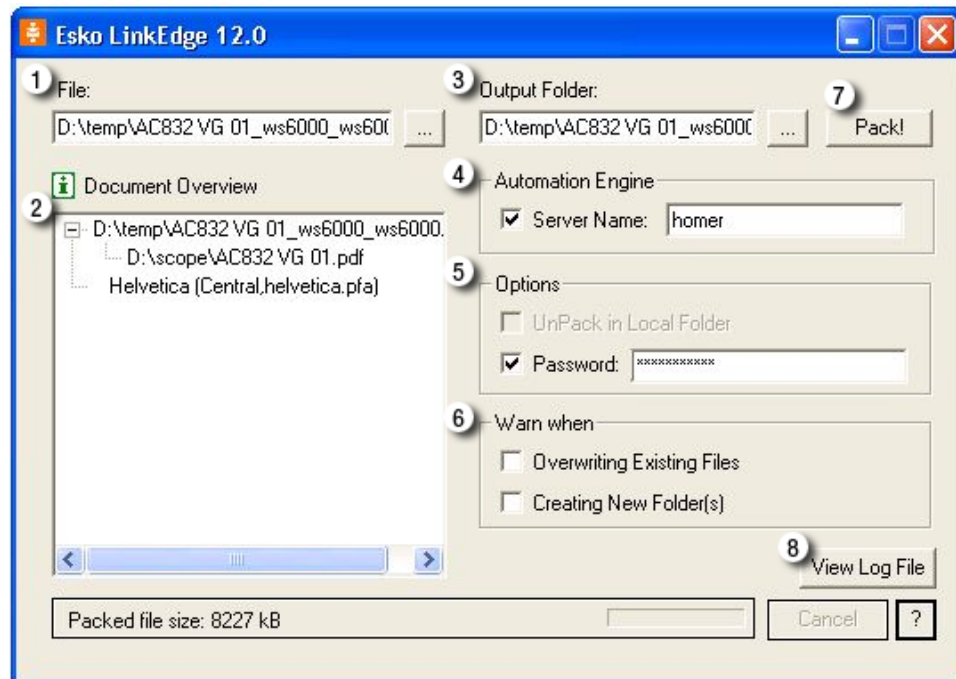 Esko LinkEdge 12.0
1
File:
D:\temp\AC832 VG 01_ws6000_ws60(
...
3
Output Folder:
D:\temp\AC832 VG 01_ws6000
...
7
Pack!
Document Overview
2
D:\temp\AC832 VG 01_ws6000_ws6000.
D:\scope\AC832 VG 01.pdf
Helvetica (Central,helvetica.pfa)
4
Automation Engine
Server Name:
homer
5
Options
UnPack in Local Folder
Password:
***********
6
Warn when
Overwriting Existing Files
Creating New Folder(s)
8
View Log File
Packed file size: 8227 kB
Cancel
?